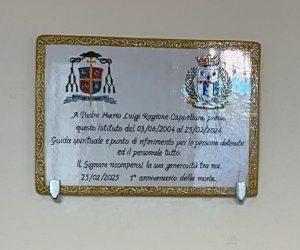 A Padre Mario Luigi Ragione Cappellano presso
questo Istituto dal 03/06/2004 al 25/02/2024.
Guida spirituale e punto di riferimento per le persone detenute
ed il personale tutto.
Il Signore ricompensi la sua generosità tra noi.
25/02/2025 1° anniversario della morte.